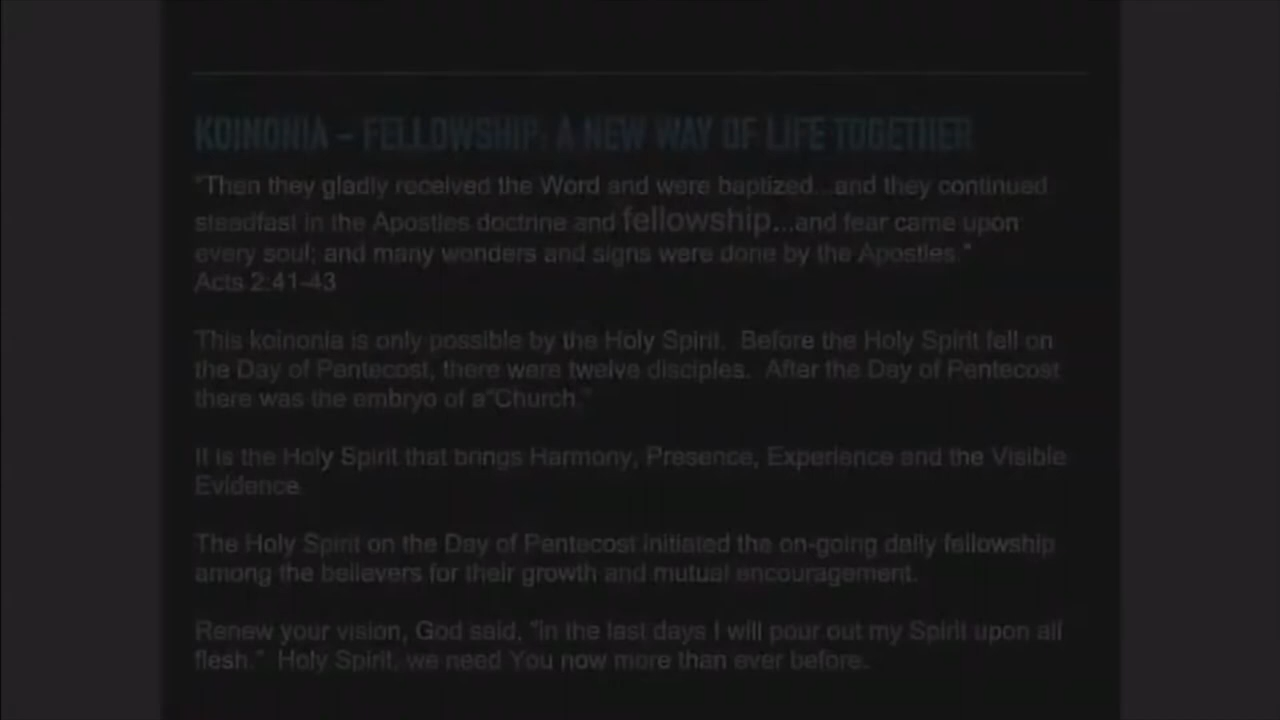 KOINONIA – FELLOWSHIP: A NEW WAY OF LIFE TOGETHER
"Then they gladly received the Word and were baptized...and they continued
steadfast in the Apostles doctrine and fellowship...and fear came upon
every soul; and many wonders and signs were done by the Apostles."
Acts 2:41-43
This koinonia is only possible by the Holy Spirit.  Before the Holy Spirit fell on
the Day of Pentecost, there were twelve disciples.  After the Day of Pentecost
there was the embryo of a"Church."
It is the Holy Spirit that brings Harmony, Presence, Experience and the Visible
Evidence
The Holy Spirit on the Day of Pentecost initiated the on-going daily fellowship
among the believers for their growth and mutual encouragement.
Renew your vision, God said, "in the last days I will pour out my Spirit upon all
flesh."  Holy Spirit, we need You now more than ever before.